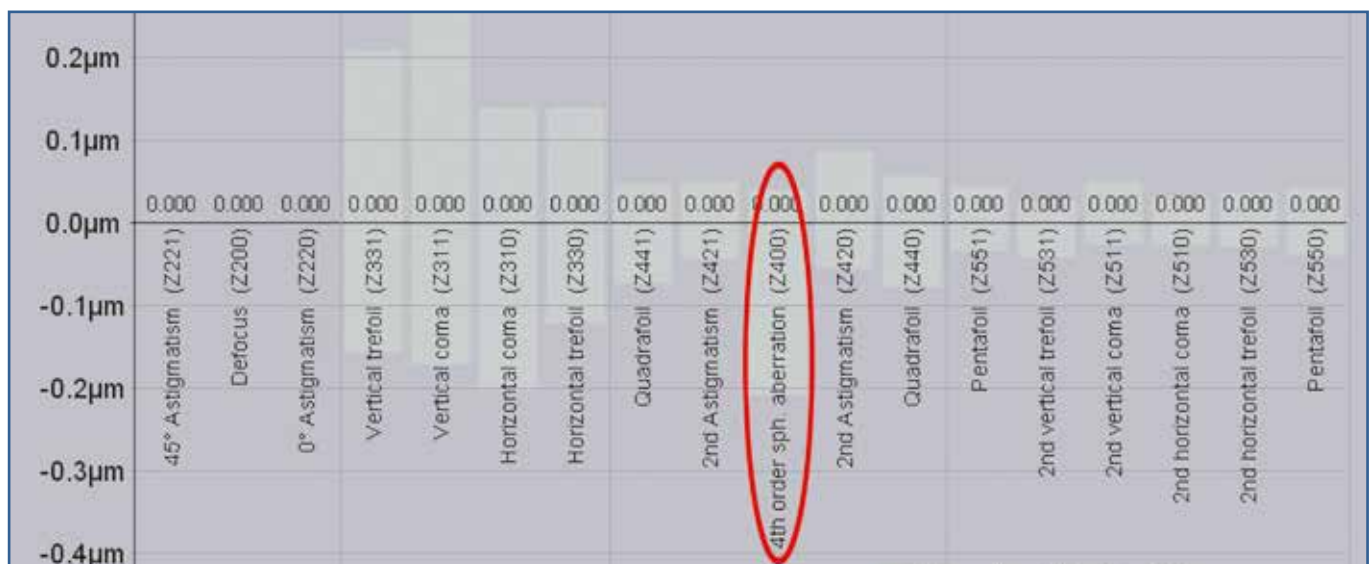 0.2µm
0.1µm
0.000 0.000 0.000 0.000 0.000 0.000 0.000 0.000 0.000 0.000 0.000 0.000 0.000 0.000 0.000 0.000 0.000 0.000
0.0µm
45° Astigmatism (Z221)
Defocus (Z200)
0° Astigmatism (Z220)
Vertical trefoil (Z331)
Vertical coma (Z311)
Horizontal coma (Z310)
Horizontal trefoil (Z330)
Quadrafoil (Z441)
2nd Astigmatism (Z421)
4th order sph. aberration (Z400)
2nd Astigmatism (Z420)
Quadrafoil (Z440)
Pentafoil (Z551)
2nd vertical trefoil (Z531)
2nd vertical coma (Z511)
2nd horizontal coma (Z510)
2nd horizontal trefoil (Z530)
Pentafoil (Z550)
-0.1µm
-0.2µm
-0.3µm
-0.4µm